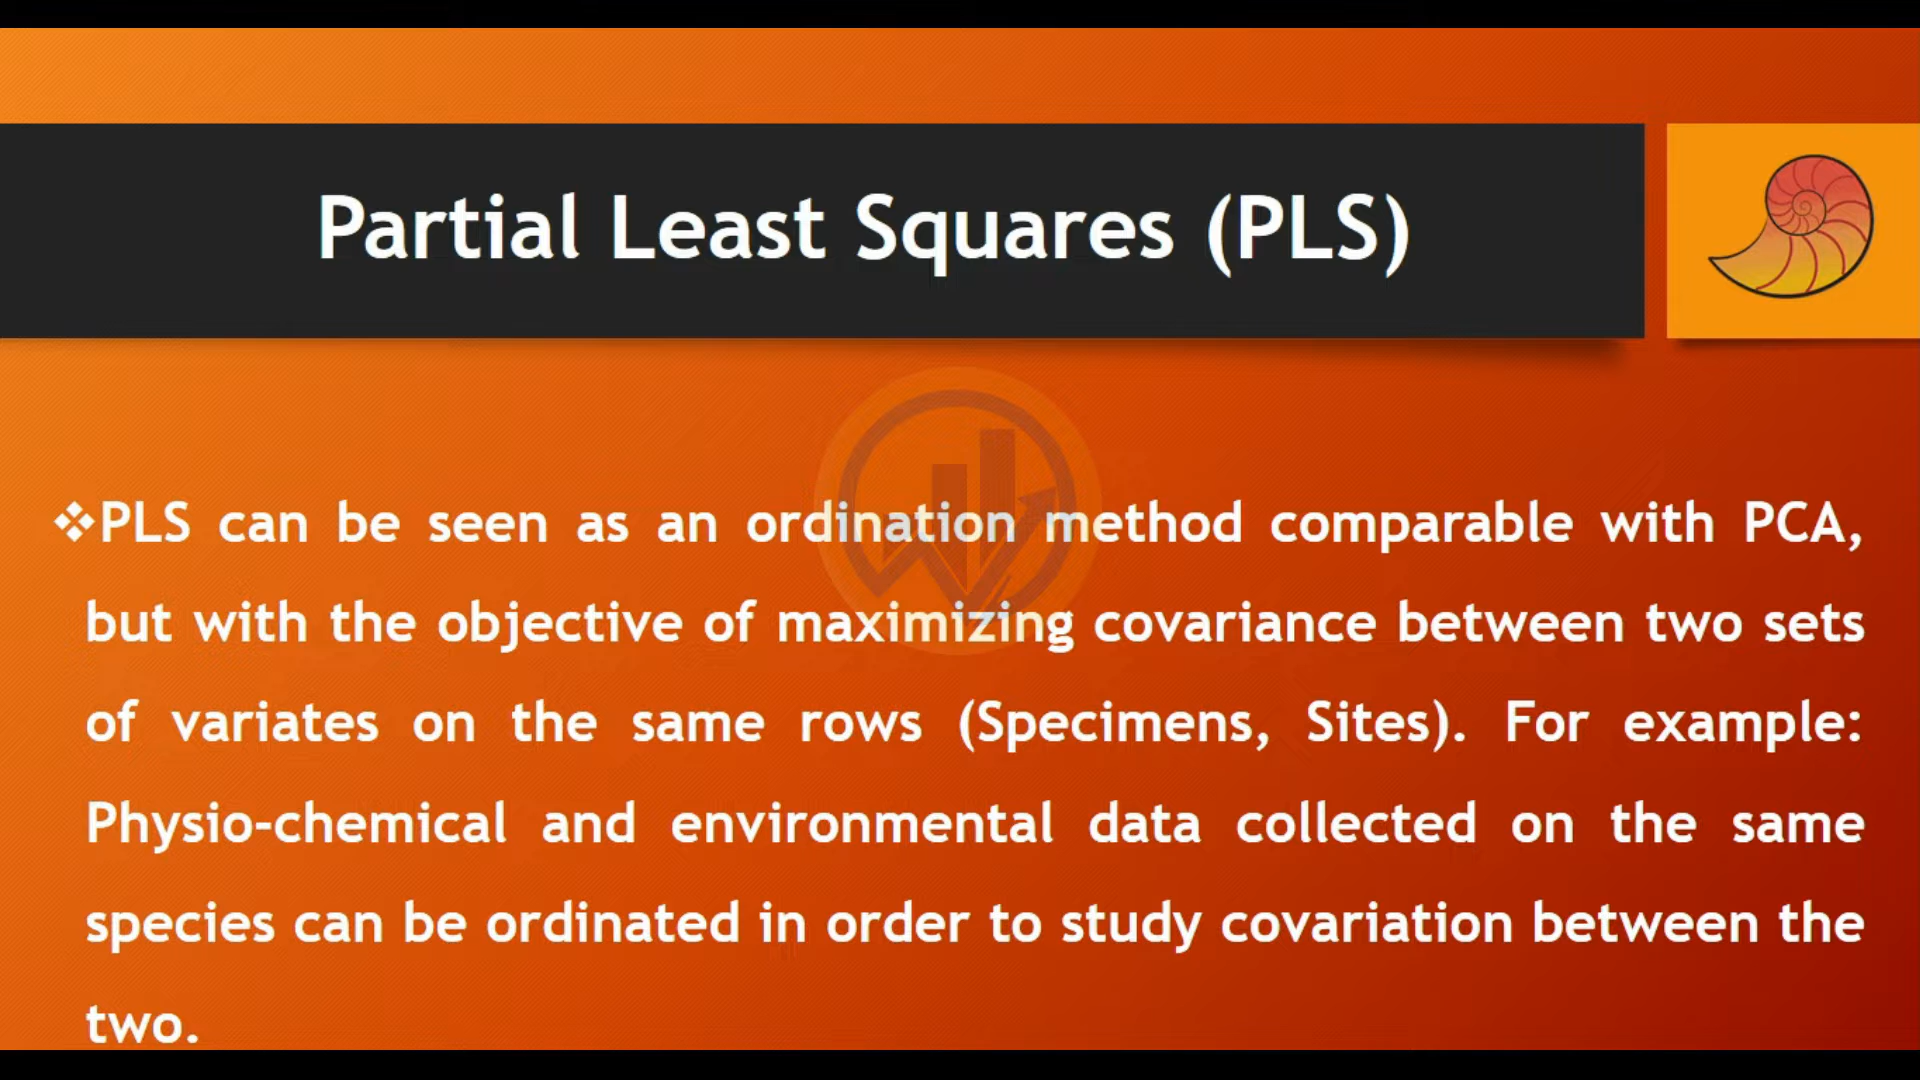 Partial Least Squares (PLS)
❖PLS can be seen as an ordination method comparable with PCA,
but with the objective of maximizing covariance between two sets
of variates on the same rows (Specimens, Sites). For example:
Physio-chemical and environmental data collected on the same
species can be ordinated in order to study covariation between the
two.